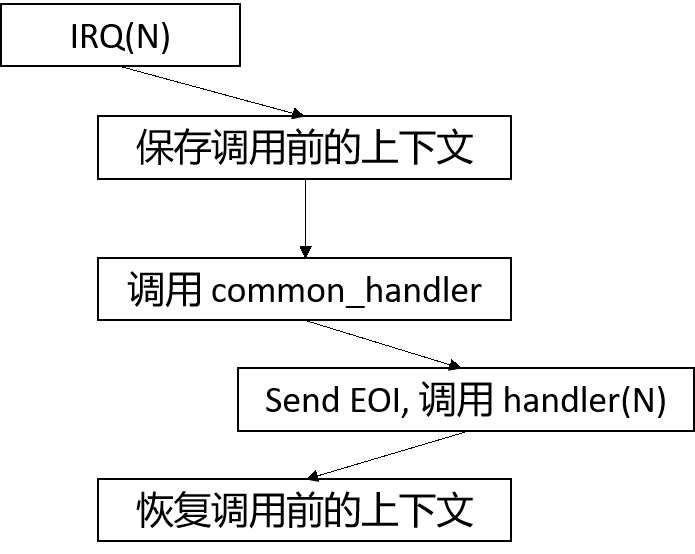 IRQ(N)
保存调用前的上下文
调用 common_handler
Send EOI, 调用 handler(N)
恢复调用前的上下文